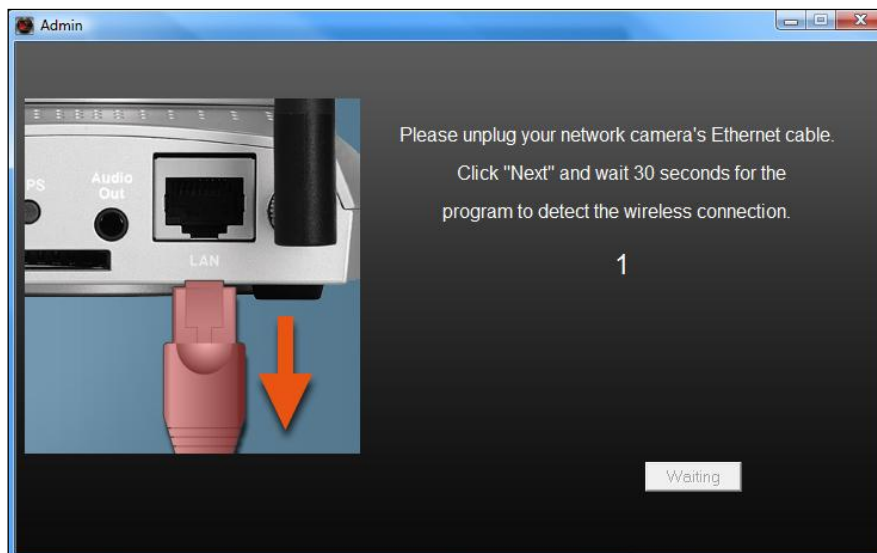 Admin
PS
Audio
Out
LAN
Please unplug your network camera's Ethernet cable.
Click "Next" and wait 30 seconds for the
program to detect the wireless connection.
1
Waiting